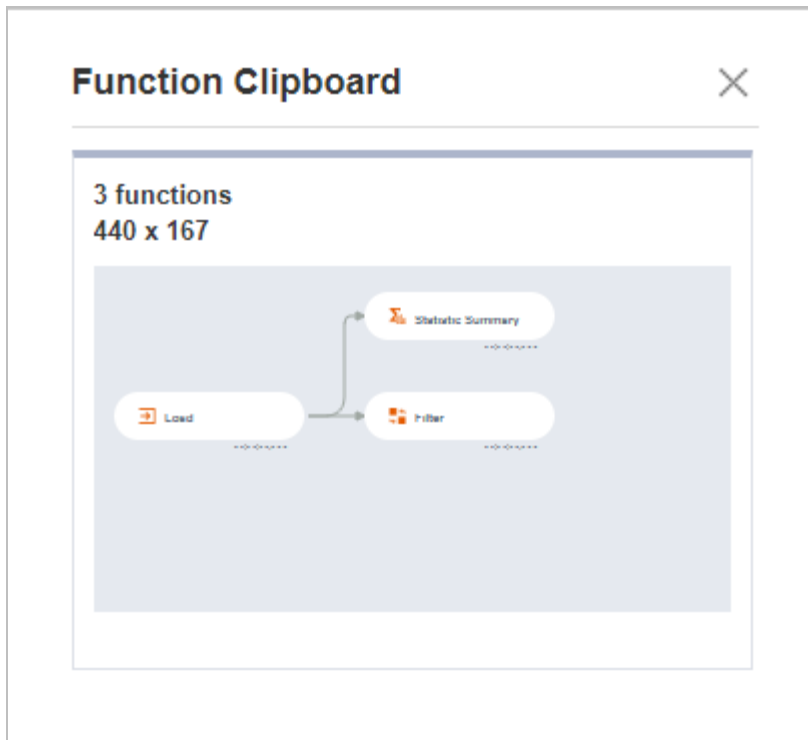 Function Clipboard
3 functions
440 x 167
Statistic Summary
Load
Filter